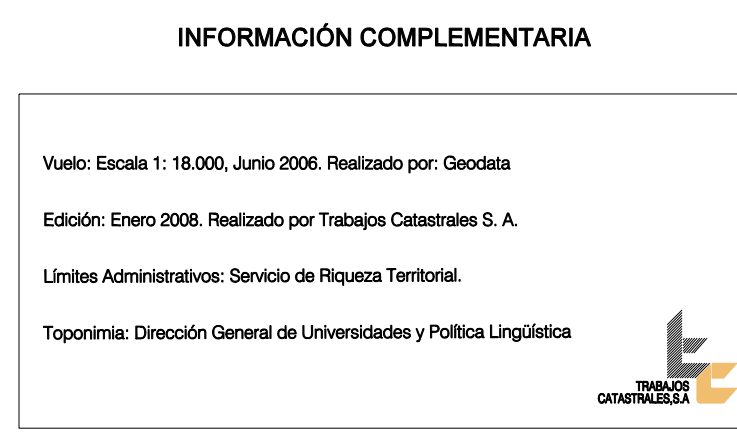 INFORMACIÓN COMPLEMENTARIA
Vuelo: Escala 1: 18.000, Junio 2006. Realizado por: Geodata
Edición: Enero 2008. Realizado por Trabajos Catastrales S. A.
Límites Administrativos: Servicio de Riqueza Territorial.
Toponimia: Dirección General de Universidades y Política Lingüística
TRABAJOS
CATASTRALES,S.A